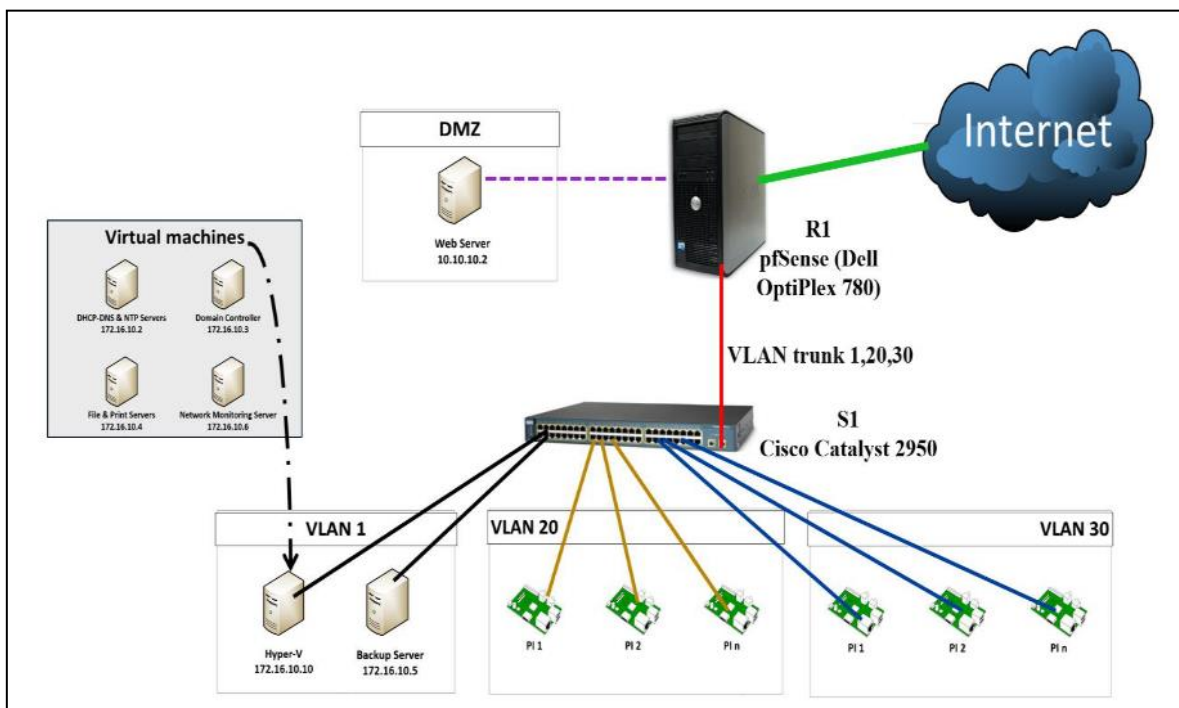 Internet
DMZ
Web Server
10.10.10.2
R1
pfSense (Dell
OptiPlex 780)
Virtual machines
DHCP-DNS & NTP Servers
172.16.10.2
Domain Controller
172.16.10.3
File & Print Servers
172.16.10.4
Network Monitoring Server
172.16.10.6
VLAN trunk 1,20,30
S1
Cisco Catalyst 2950
VLAN 1
Hyper-V
172.16.10.10
Backup Server
172.16.10.5
VLAN 20
PI 1
PI 2
PI n
VLAN 30
PI 1
PI 2
PI n